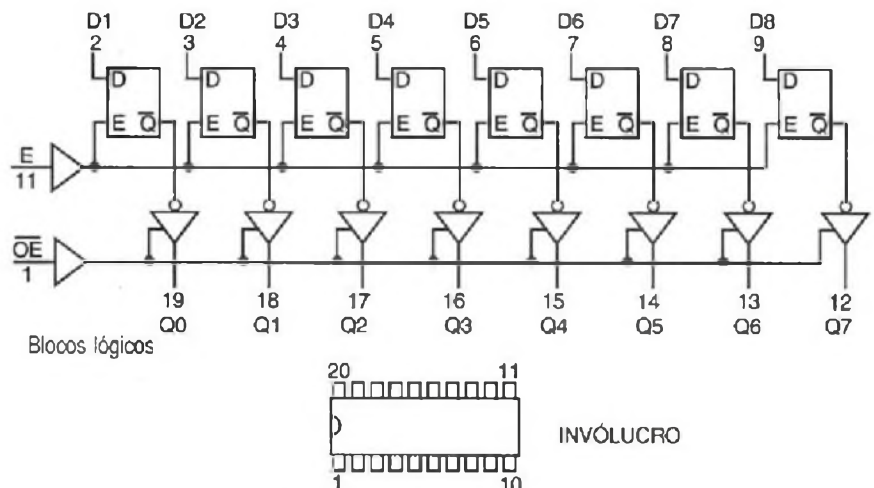 D1 D2 D3 D4 D5 D6 D7 D8
2 3 4 5 6 7 8 9
D D D D D D D D
E Q̅ E Q̅ E Q̅ E Q̅ E Q̅ E Q̅ E Q̅ E Q̅
E
11
O̅E̅
1
19 18 17 16 15 14 13 12
Q0 Q1 Q2 Q3 Q4 Q5 Q6 Q7
Blocos lógicos
20 11
INVÓLUCRO
1 10